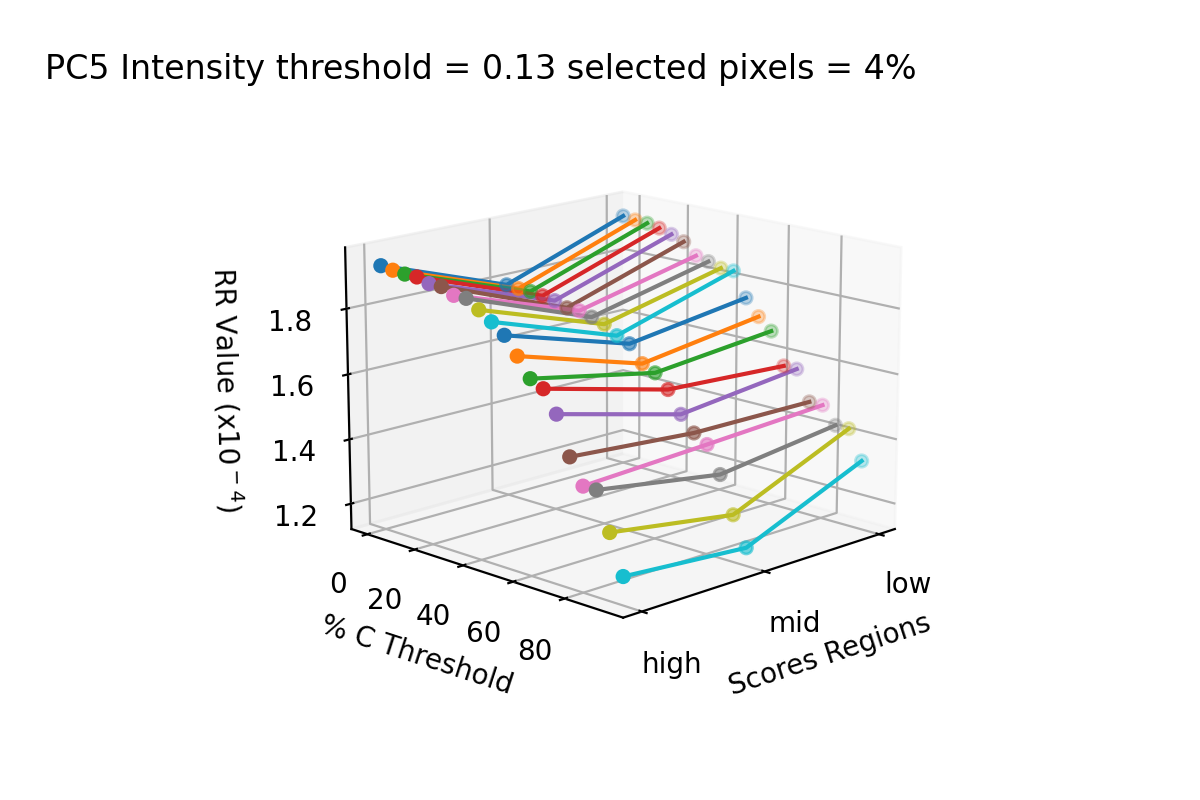 PC5 Intensity threshold = 0.13 selected pixels = 4%
RR Value (x10⁻⁴)
1.8
1.6
1.4
1.2
0
20
40
60
80
% C Threshold
high
mid
low
Scores Regions